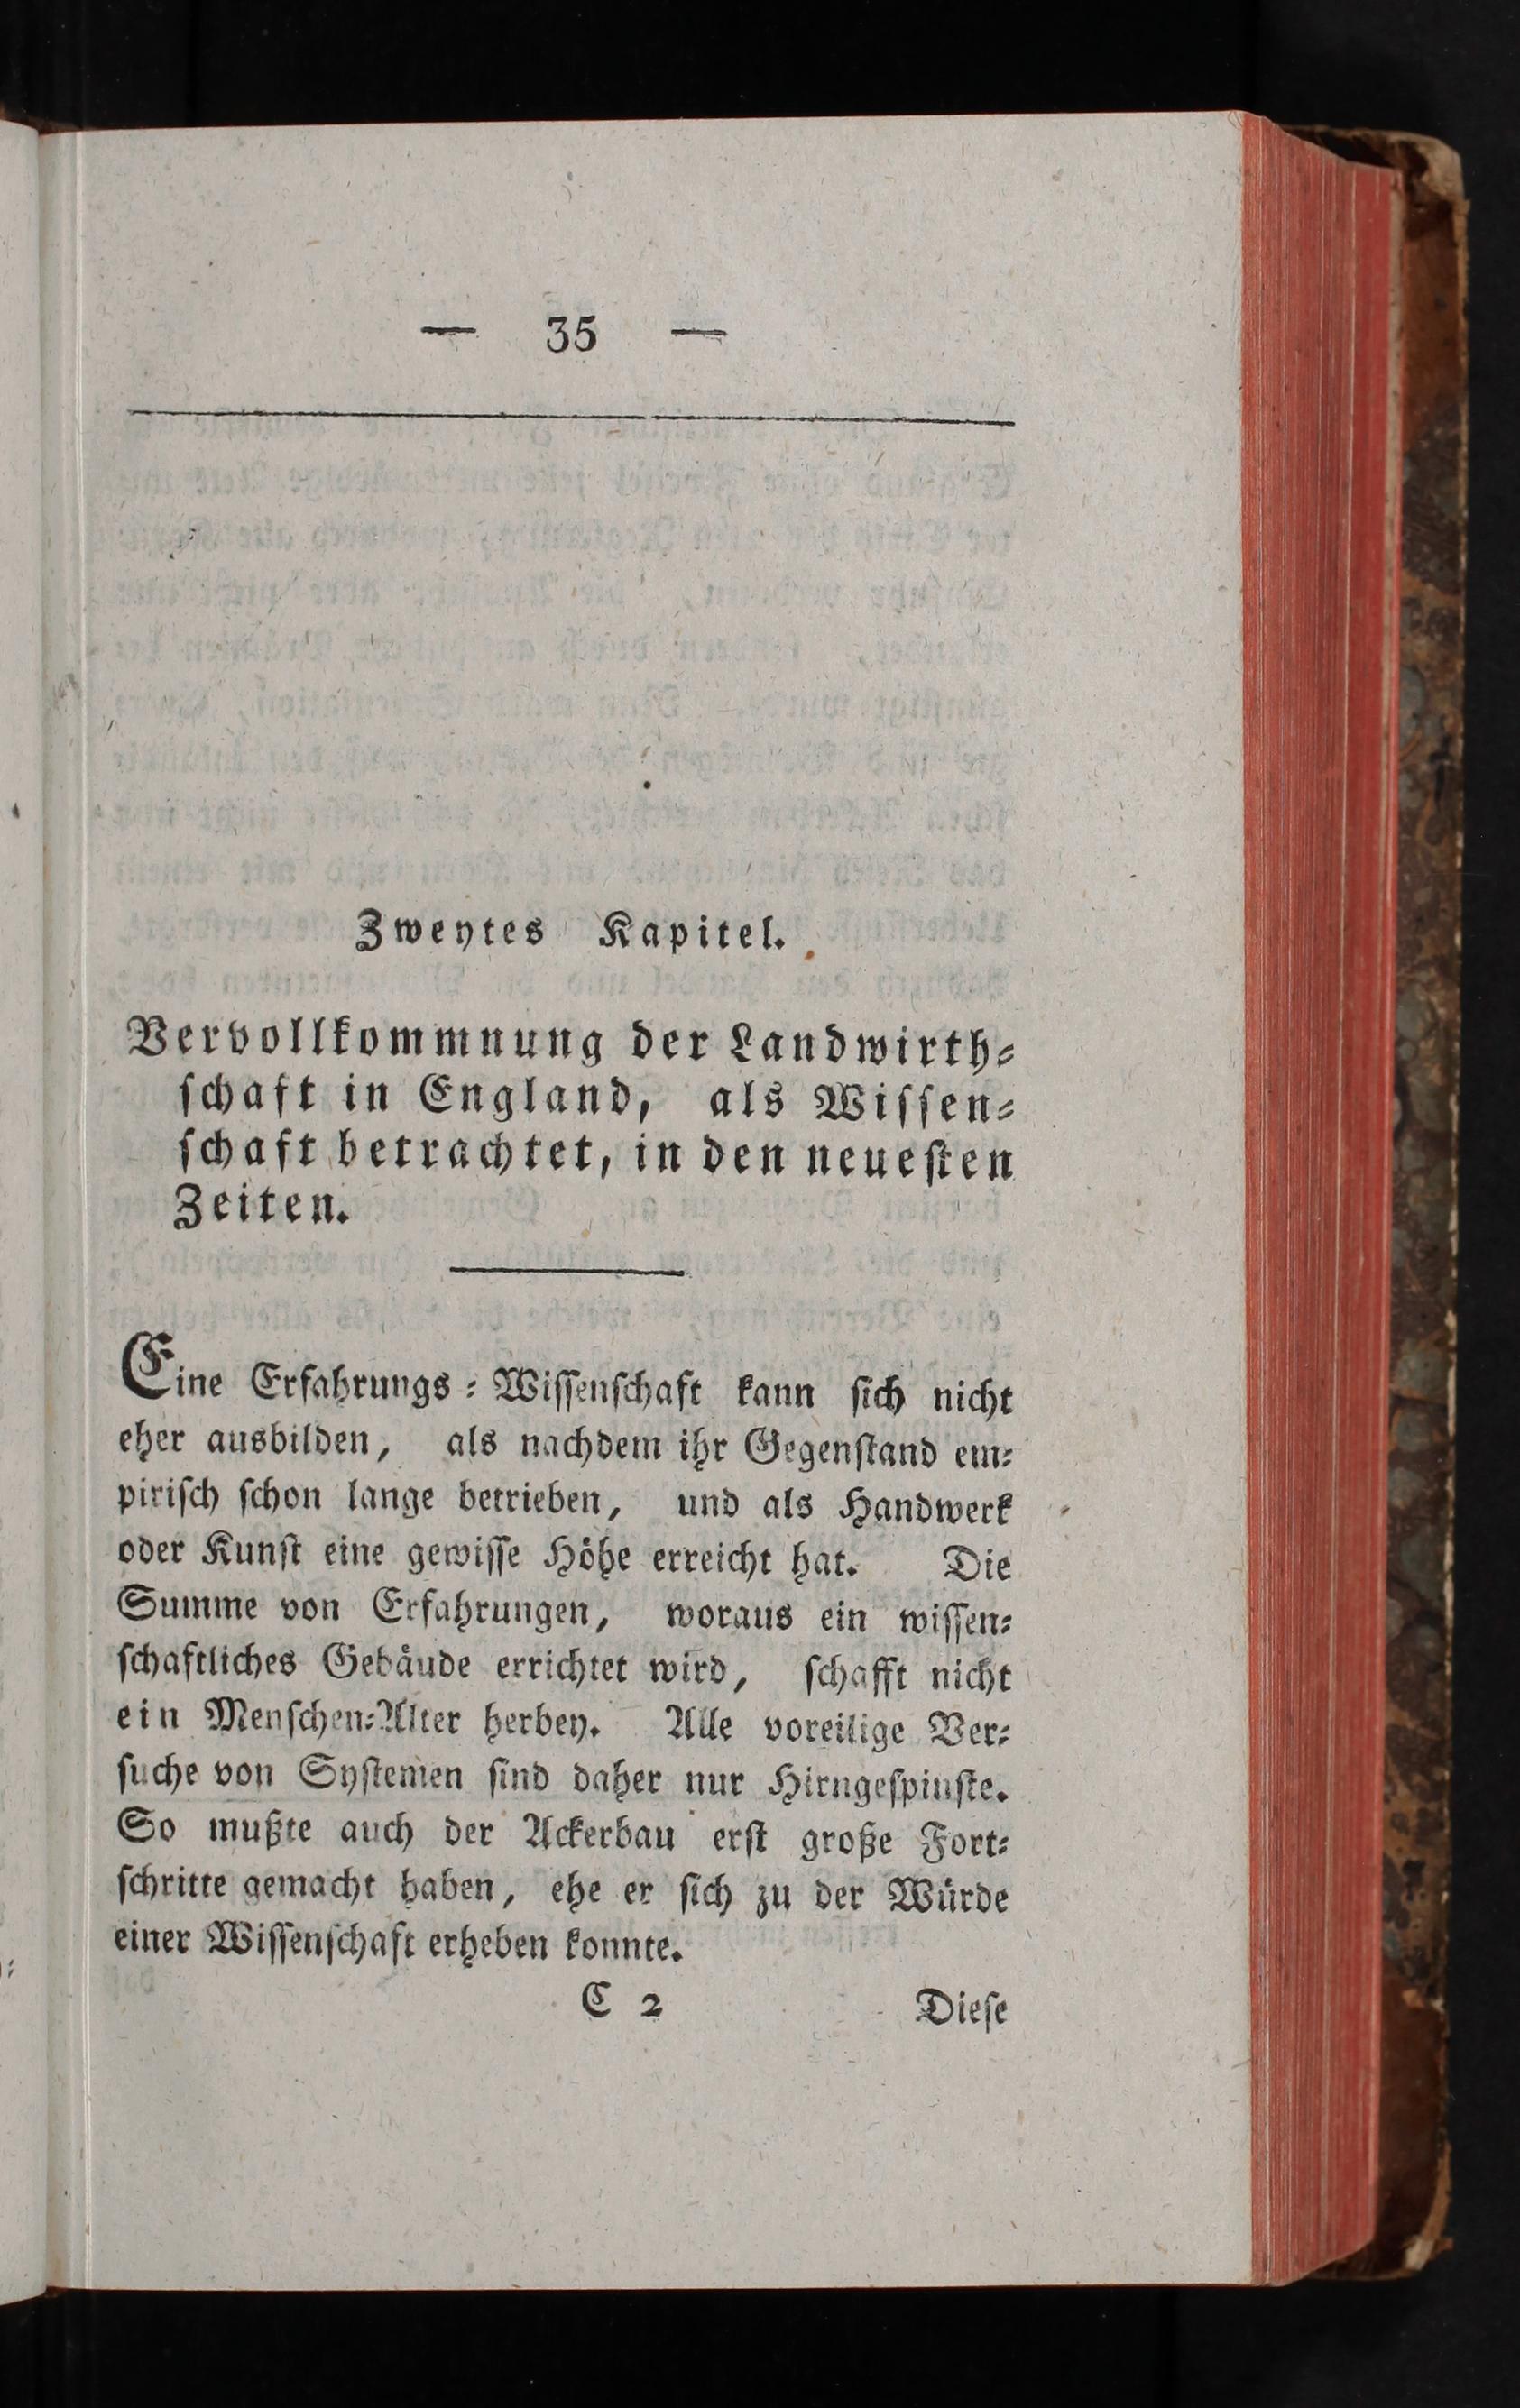 — 35 —
Zweytes Kapitel.
Vervollkommnung der Landwirth⸗
ſchaft in England, als Wiſſen⸗
ſchaft betrachtet, in den neueſten
Zeiten.
Eine Erfahrungs⸗Wiſſenſchaft kann ſich nicht
eher ausbilden, als nachdem ihr Gegenſtand em⸗
piriſch ſchon lange betrieben, und als Handwerk
oder Kunſt eine gewiſſe Höhe erreicht hat. Die
Summe von Erfahrungen, woraus ein wiſſen⸗
ſchaftliches Gebäude errichtet wird, ſchafft nicht
ein Menſchen⸗Alter herbey. Alle voreilige Ver⸗
ſuche von Syſtemen ſind daher nur Hirngeſpinſte.
So mußte auch der Ackerbau erſt große Fort⸗
ſchritte gemacht haben, ehe er ſich zu der Würde
einer Wiſſenſchaft erheben konnte.
C 2 Dieſe